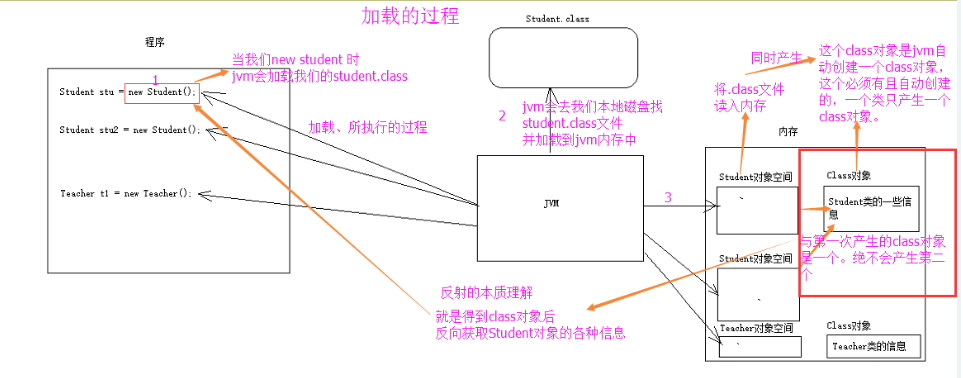 加载的过程
Student.class
程序
当我们new student 时
jvm会加载我们的student.class
1
Student stu = new Student();
加载、所执行的过程
Student stu2 = new Student();
Teacher t1 = new Teacher();
2
jvm会去我们本地磁盘找
student.class文件
并加载到jvm内存中
JVM
3
同时产生
将.class文件
读入内存
这个class对象是jvm自
动创建一个class对象,
这个必须有且自动创建
的，一个类只产生一个
class对象。
内存
Student对象空间
Class对象
Student类的一些信
息
与第一次产生的class对象
是一个。绝不会产生第二
个
Student对象空间
Teacher对象空间
Class对象
Teacher类的信息
反射的本质理解
就是得到class对象后
反向获取Student对象的各种信息